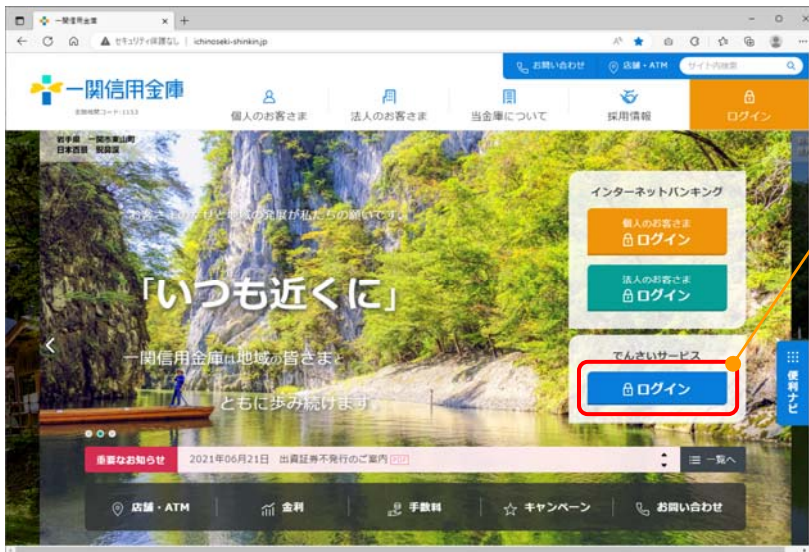 一関信用金庫
セキュリティ保護なし | ichinoseki-shinkin.jp
お問い合わせ
店舗・ATM
サイト内検索
一関信用金庫
金融機関コード:1153
個人のお客さま
法人のお客さま
当金庫について
採用情報
ログイン
岩手県 一関市東山町
日本百景 猊鼻渓
お客さまの幸せと地域の発展が私たちの願いです。
「いつも近くに」
一関信用金庫は地域の皆さまと
ともに歩み続けます
インターネットバンキング
個人のお客さま
ログイン
法人のお客さま
ログイン
でんさいサービス
ログイン
便利ナビ
重要なお知らせ
2021年06月21日 出資証券不発行のご案内 PDF
一覧へ
店舗・ATM
金利
手数料
キャンペーン
お問い合わせ